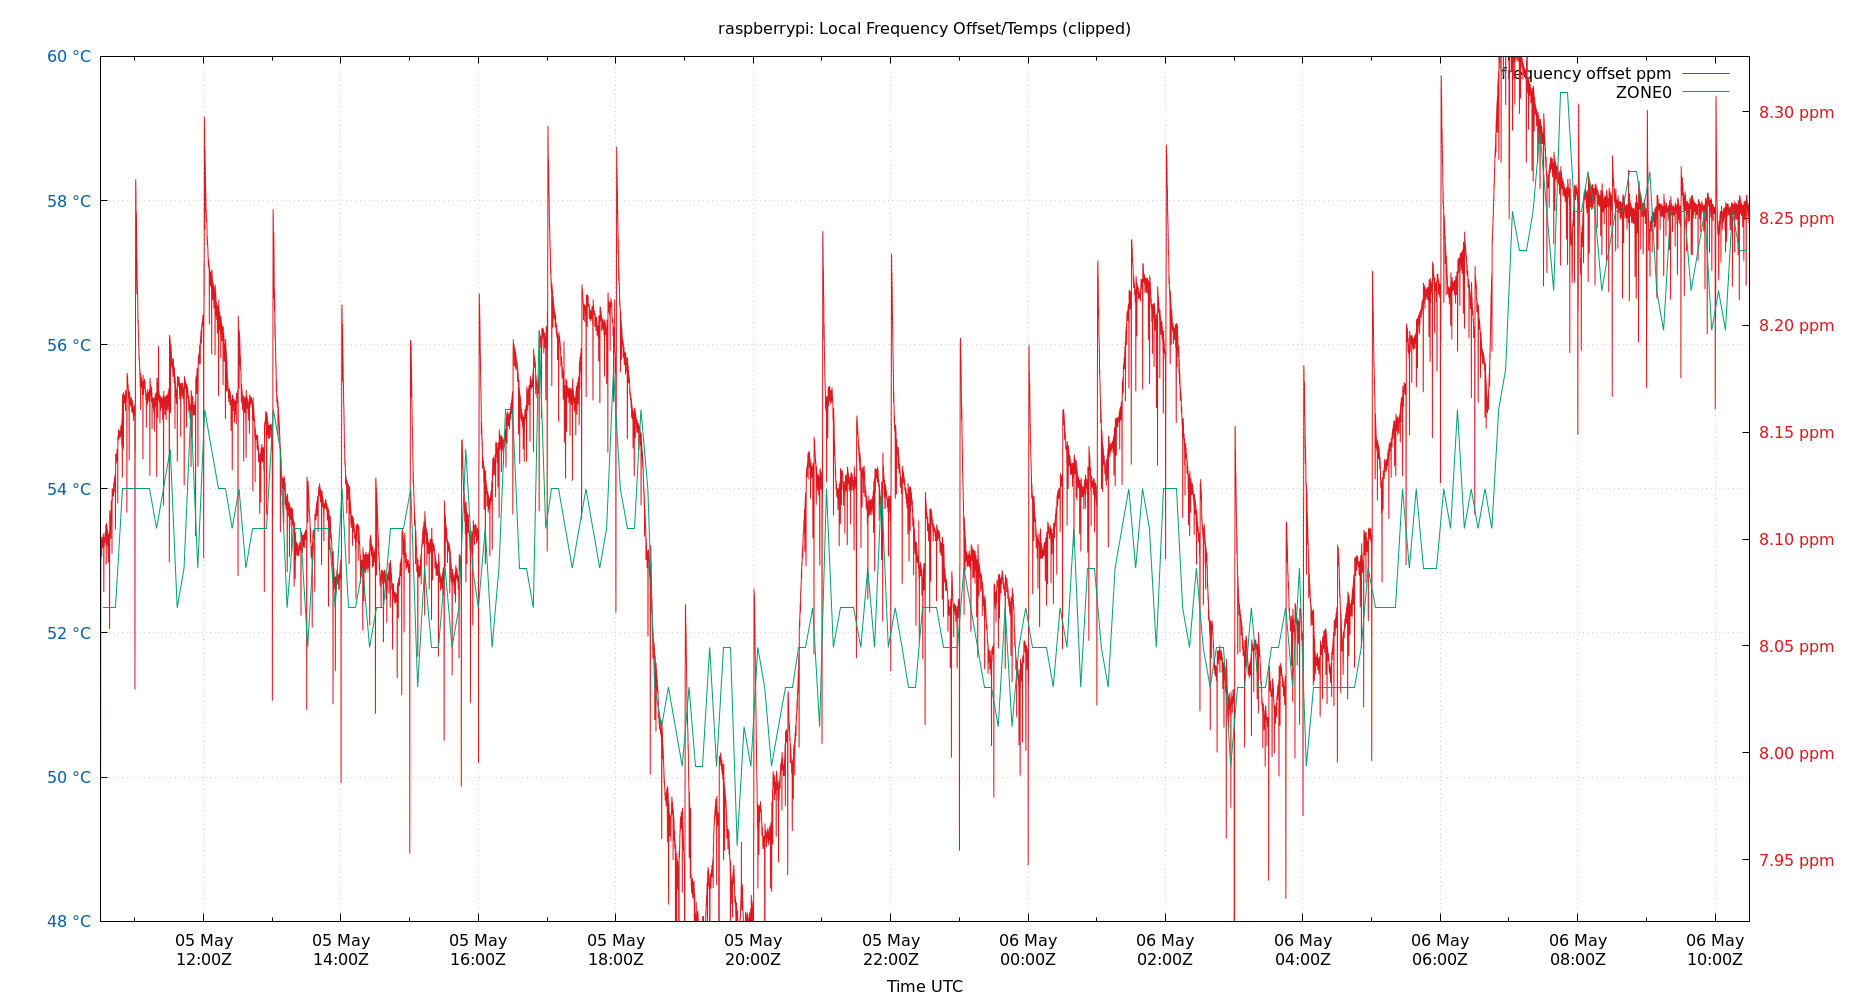 raspberrypi: Local Frequency Offset/Temps (clipped)
60 °C
58 °C
56 °C
54 °C
52 °C
50 °C
48 °C
frequency offset ppm
ZONE0
8.30 ppm
8.25 ppm
8.20 ppm
8.15 ppm
8.10 ppm
8.05 ppm
8.00 ppm
7.95 ppm
05 May 05 May 05 May 05 May 05 May 05 May 06 May 06 May 06 May 06 May 06 May 06 May
12:00Z 14:00Z 16:00Z 18:00Z 20:00Z 22:00Z 00:00Z 02:00Z 04:00Z 06:00Z 08:00Z 10:00Z
Time UTC